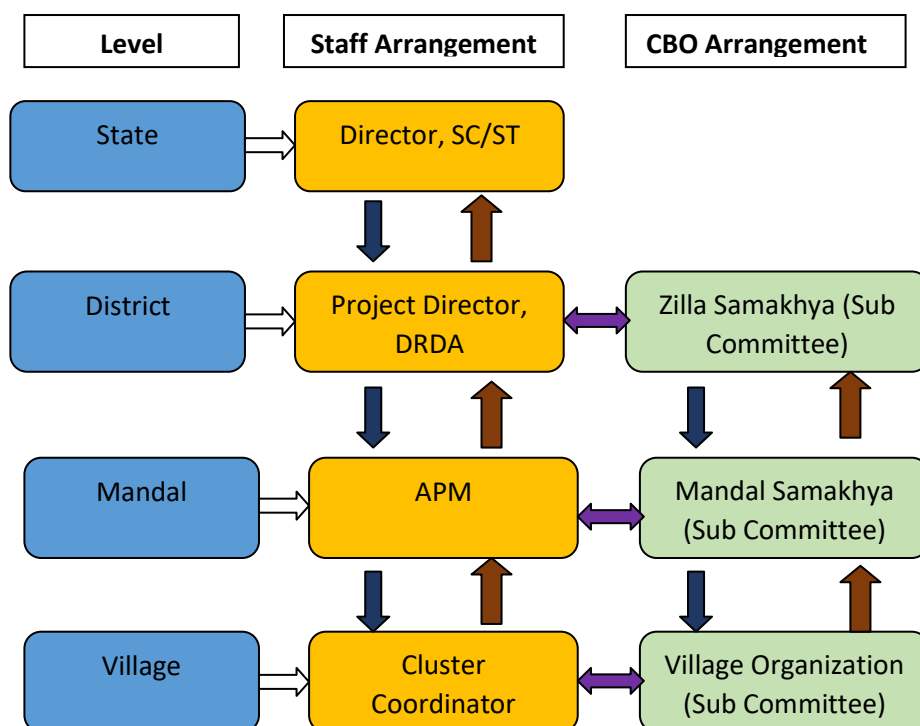 Level
Staff Arrangement
CBO Arrangement
State
Director, SC/ST
District
Project Director,
DRDA
Zilla Samakhya (Sub
Committee)
Mandal
APM
Mandal Samakhya
(Sub Committee)
Village
Cluster
Coordinator
Village Organization
(Sub Committee)